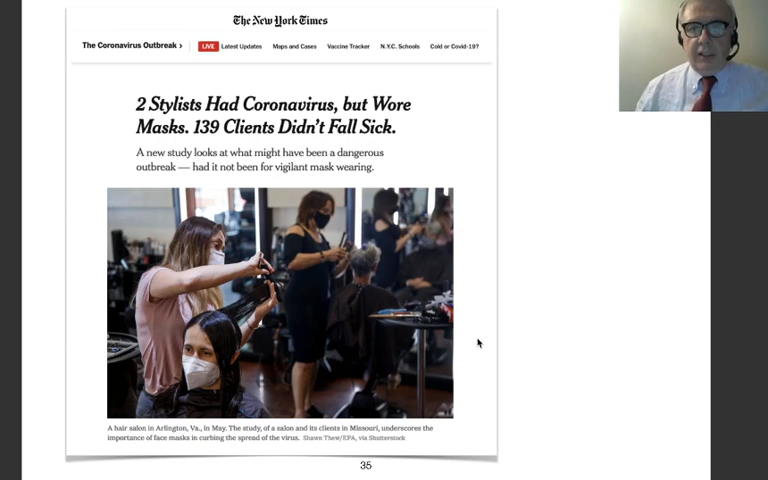 The New York Times
The Coronavirus Outbreak ›
LIVE Latest Updates Maps and Cases Vaccine Tracker N.Y.C. Schools Cold or Covid-19?
2 Stylists Had Coronavirus, but Wore
Masks. 139 Clients Didn't Fall Sick.
A new study looks at what might have been a dangerous
outbreak — had it not been for vigilant mask wearing.
A hair salon in Arlington, Va., in May. The study, of a salon and its clients in Missouri, underscores the
importance of face masks in curbing the spread of the virus. Shawn Thew/EPA, via Shutterstock
35